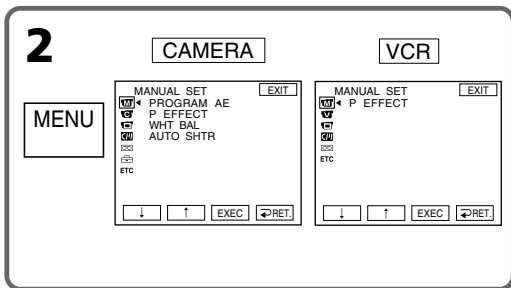 2
CAMERA
VCR
MENU
MANUAL SET
EXIT
PROGRAM AE
P EFFECT
WHT BAL
AUTO SHTR
ETC
↓ ↑ EXEC RET.
MANUAL SET
EXIT
P EFFECT
ETC
↓ ↑ EXEC RET.